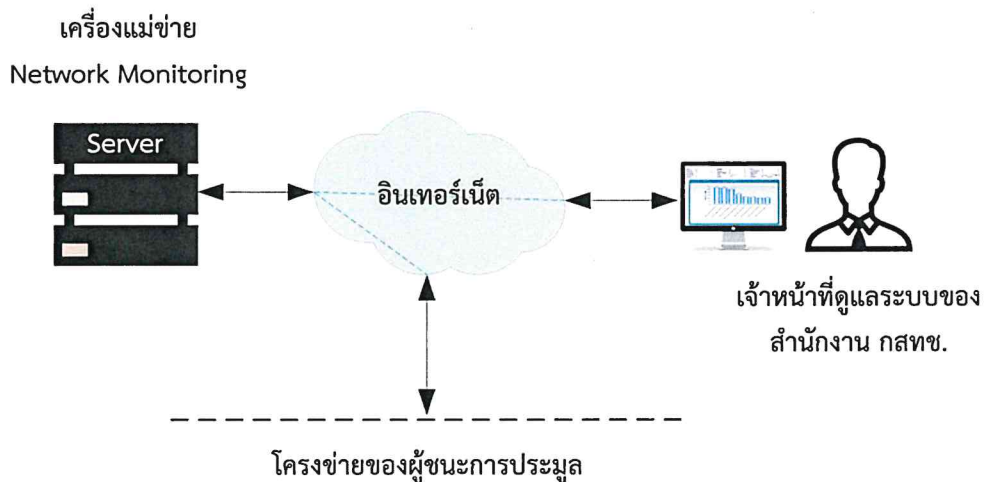 เครื่องแม่ข่าย
Network Monitoring
Server
อินเทอร์เน็ต
เจ้าหน้าที่ดูแลระบบของ
สำนักงาน กสทช.
โครงข่ายของผู้ชนะการประมูล